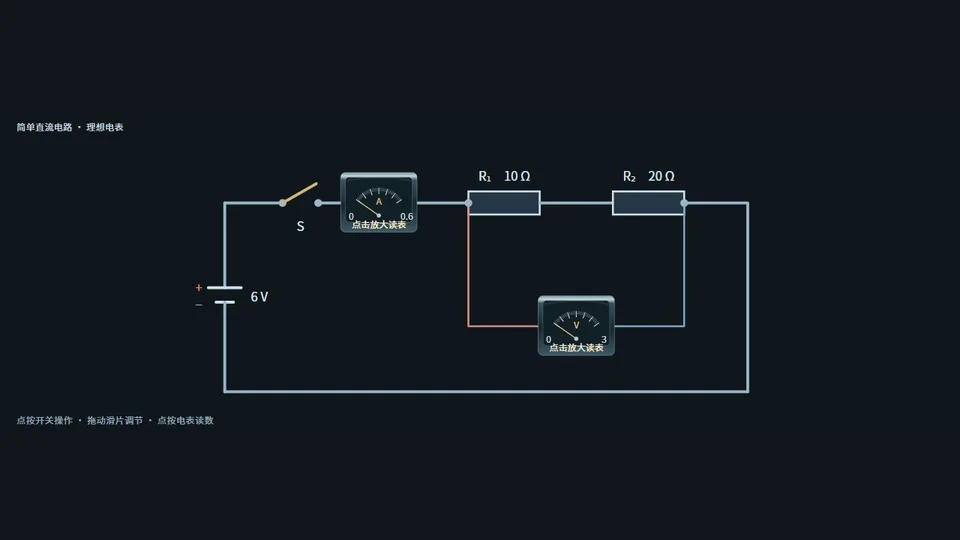 简单直流电路 · 理想电表
R₁ 10 Ω
R₂ 20 Ω
A
0 0.6
点击放大读表
S
+
−
6 V
V
0 3
点击放大读表
点按开关操作 · 拖动滑片调节 · 点按电表读数